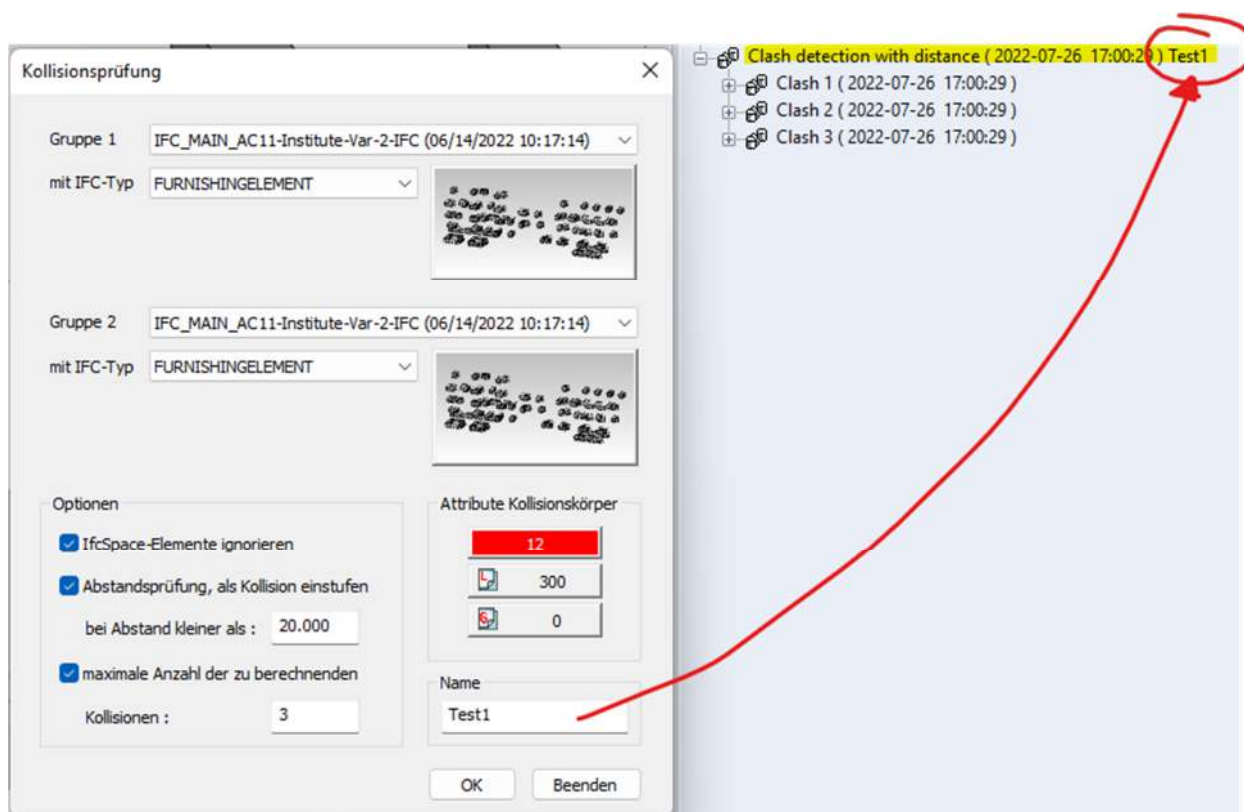 Kollisionsprüfung
Gruppe 1 IFC_MAIN_AC11-Institute-Var-2-IFC (06/14/2022 10:17:14)
mit IFC-Typ FURNISHINGELEMENT
Gruppe 2 IFC_MAIN_AC11-Institute-Var-2-IFC (06/14/2022 10:17:14)
mit IFC-Typ FURNISHINGELEMENT
Optionen
IfcSpace-Elemente ignorieren
Abstandsprüfung, als Kollision einstufen
bei Abstand kleiner als : 20.000
maximale Anzahl der zu berechnenden
Kollisionen : 3
Attribute Kollisionskörper
12
300
0
Name
Test1
OK Beenden
Clash detection with distance ( 2022-07-26 17:00:29 ) Test1
Clash 1 ( 2022-07-26 17:00:29 )
Clash 2 ( 2022-07-26 17:00:29 )
Clash 3 ( 2022-07-26 17:00:29 )